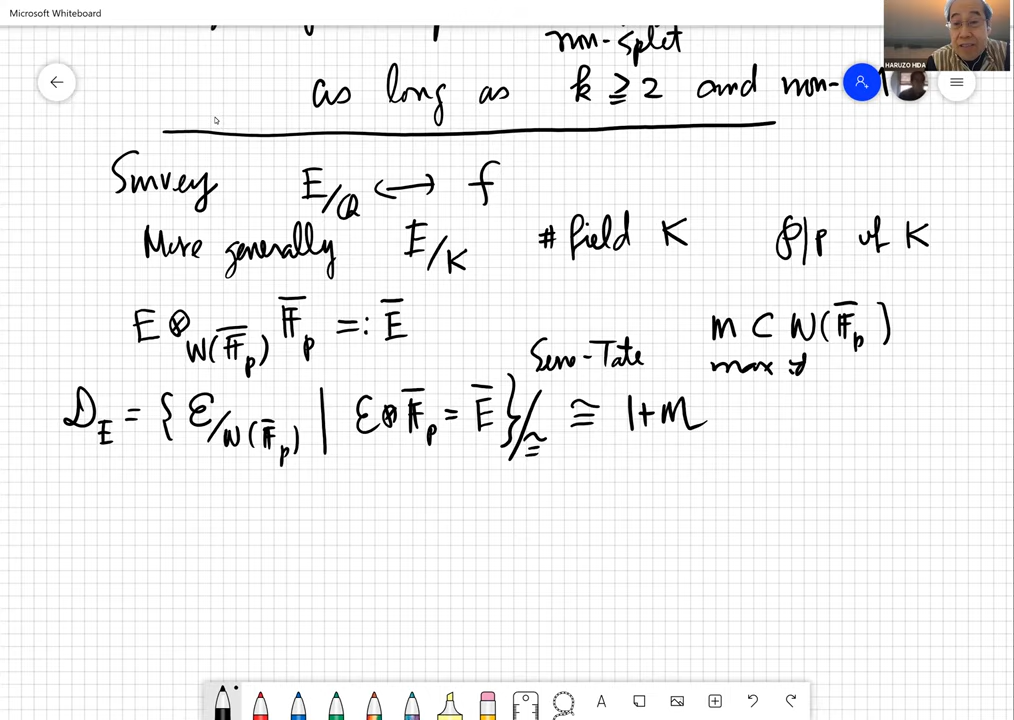 Microsoft Whiteboard
non-split
HARUZO HIDA
as long as k ≧ 2 and non-
Survey E/Q ⟷ f
More generally E/K # field K ℘|p of K
E ⊗_{W(F̄_p)} F̄_p =: Ē m ⊂ W(F̄_p)
Serre-Tate max id
D_E = { ℰ/W(F̄_p) | ℰ⊗F̄_p = Ē }/≅ ≅ 1+m
A